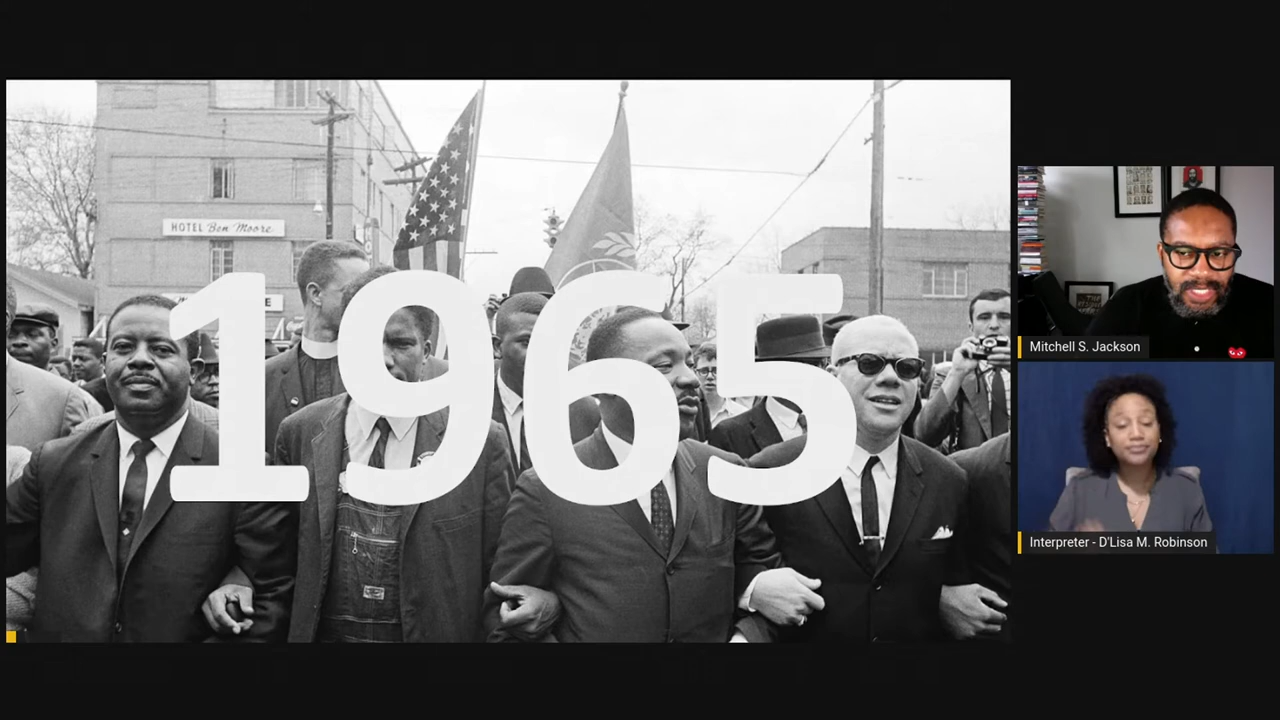 HOTEL Ben Moore
1965
Mitchell S. Jackson
Interpreter - D'Lisa M. Robinson